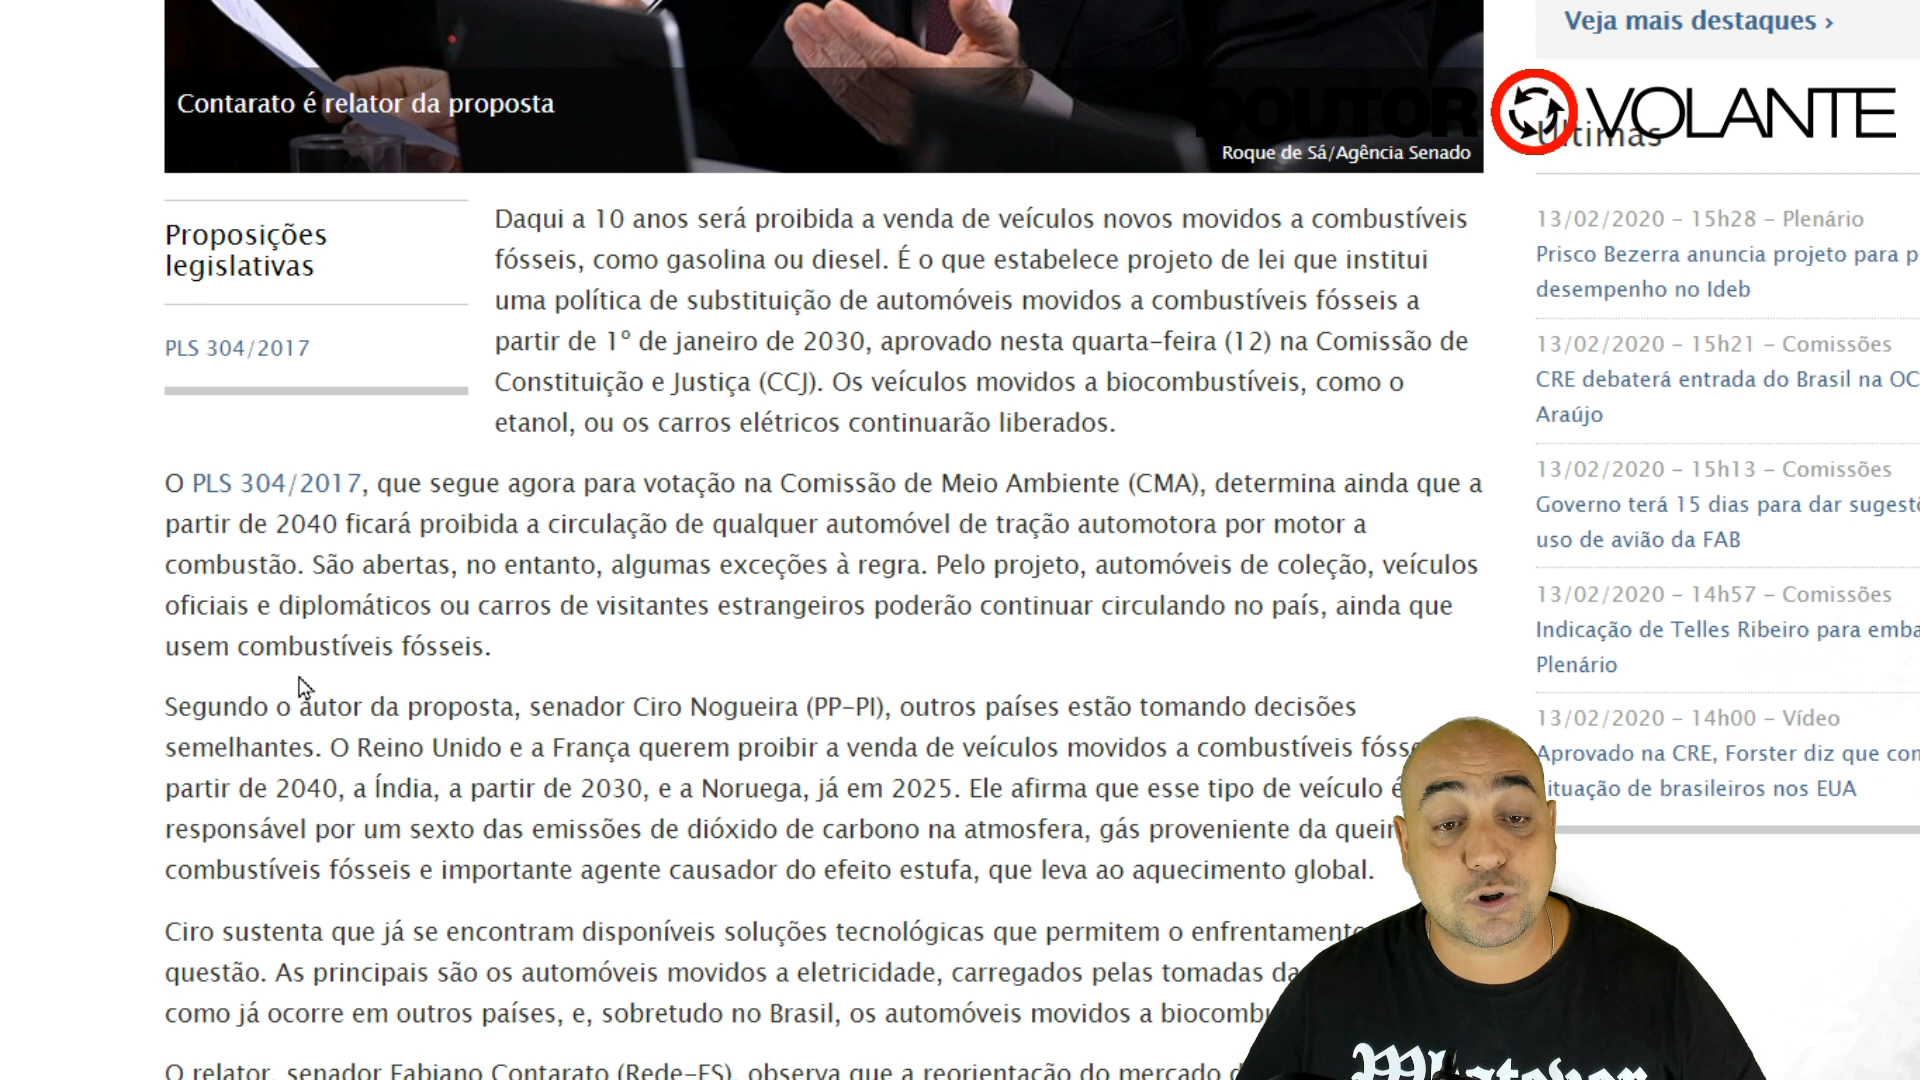 Veja mais destaques ›
Contarato é relator da proposta
DOUTOR VOLANTE
Últimas
Roque de Sá/Agência Senado
Proposições
legislativas
PLS 304/2017
Daqui a 10 anos será proibida a venda de veículos novos movidos a combustíveis
fósseis, como gasolina ou diesel. É o que estabelece projeto de lei que institui
uma política de substituição de automóveis movidos a combustíveis fósseis a
partir de 1º de janeiro de 2030, aprovado nesta quarta-feira (12) na Comissão de
Constituição e Justiça (CCJ). Os veículos movidos a biocombustíveis, como o
etanol, ou os carros elétricos continuarão liberados.
O PLS 304/2017, que segue agora para votação na Comissão de Meio Ambiente (CMA), determina ainda que a
partir de 2040 ficará proibida a circulação de qualquer automóvel de tração automotora por motor a
combustão. São abertas, no entanto, algumas exceções à regra. Pelo projeto, automóveis de coleção, veículos
oficiais e diplomáticos ou carros de visitantes estrangeiros poderão continuar circulando no país, ainda que
usem combustíveis fósseis.
Segundo o autor da proposta, senador Ciro Nogueira (PP-PI), outros países estão tomando decisões
semelhantes. O Reino Unido e a França querem proibir a venda de veículos movidos a combustíveis
partir de 2040, a Índia, a partir de 2030, e a Noruega, já em 2025. Ele afirma que esse tipo de veículo é
responsável por um sexto das emissões de dióxido de carbono na atmosfera, gás proveniente da
combustíveis fósseis e importante agente causador do efeito estufa, que leva ao aquecimento global.
Ciro sustenta que já se encontram disponíveis soluções tecnológicas que permitem o enfrentamento
questão. As principais são os automóveis movidos a eletricidade, carregados pelas tomadas
como já ocorre em outros países, e, sobretudo no Brasil, os automóveis movidos a
O relator, senador Fabiano Contarato (Rede-ES), observa que a reorientação do mercado
13/02/2020 - 15h28 - Plenário
Prisco Bezerra anuncia projeto para
desempenho no Ideb
13/02/2020 - 15h21 - Comissões
CRE debaterá entrada do Brasil na
Araújo
13/02/2020 - 15h13 - Comissões
Governo terá 15 dias para dar
uso de avião da FAB
13/02/2020 - 14h57 - Comissões
Indicação de Telles Ribeiro para
Plenário
13/02/2020 - 14h00 - Vídeo
Aprovado na CRE, Forster diz que
situação de brasileiros nos EUA